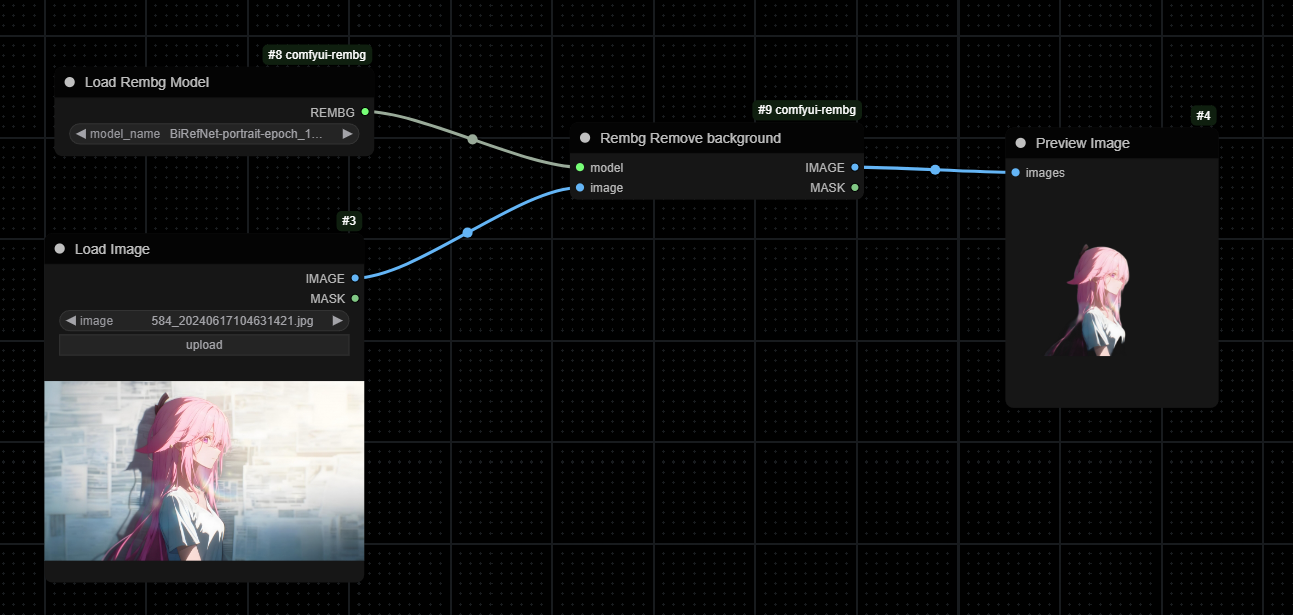 #8 comfyui-rembg
Load Rembg Model
REMBG
model_name BiRefNet-portrait-epoch_1...
#3
Load Image
IMAGE
MASK
image 584_20240617104631421.jpg
upload
#9 comfyui-rembg
Rembg Remove background
model IMAGE
image MASK
#4
Preview Image
images